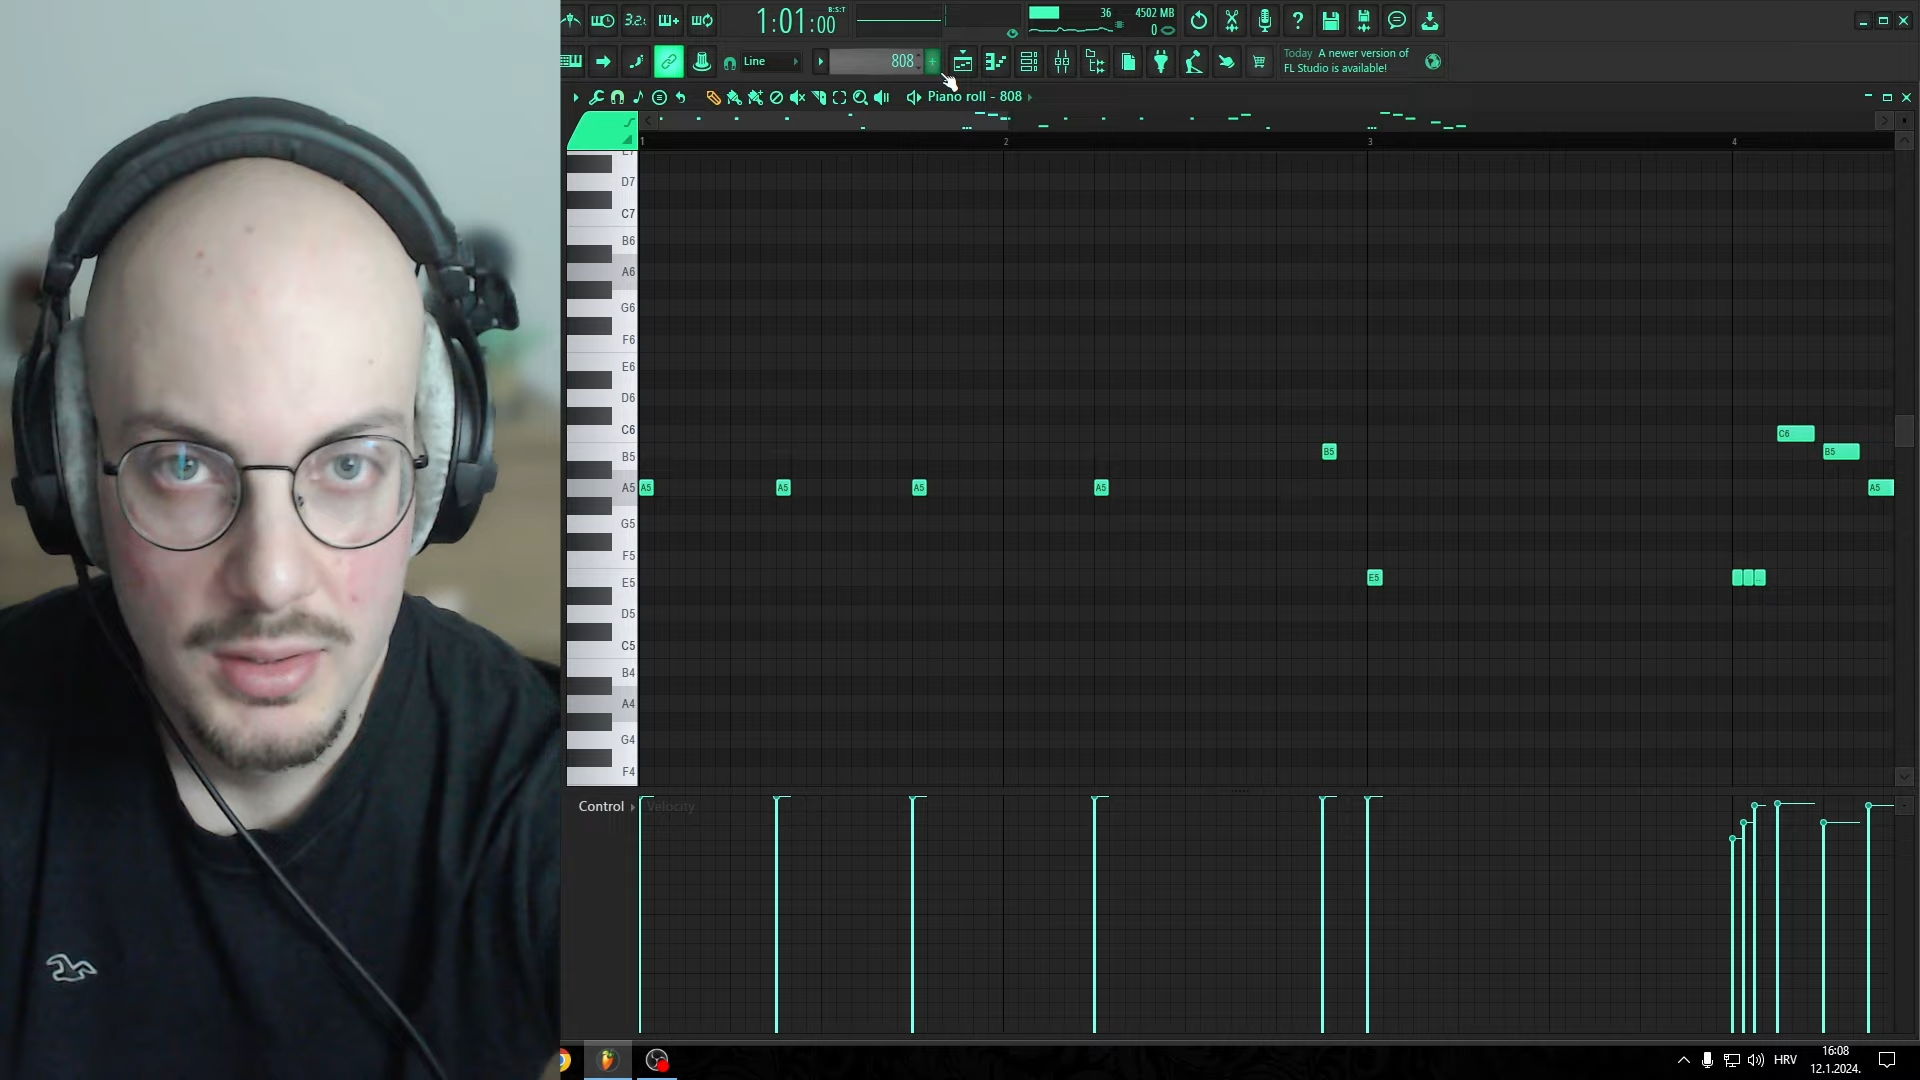 3.2.
1:01:00
B:S:T
36
4502 MB
0
Line
808
Today A newer version of
FL Studio is available!
Piano roll - 808
1
2
3
4
D7
C7
B6
A6
G6
F6
E6
D6
C6
B5
A5
G5
F5
E5
D5
C5
B4
A4
G4
F4
C6
B5
B5
A5
A5
A5
A5
A5
E5
Control
Velocity
HRV
16:08
12.1.2024.